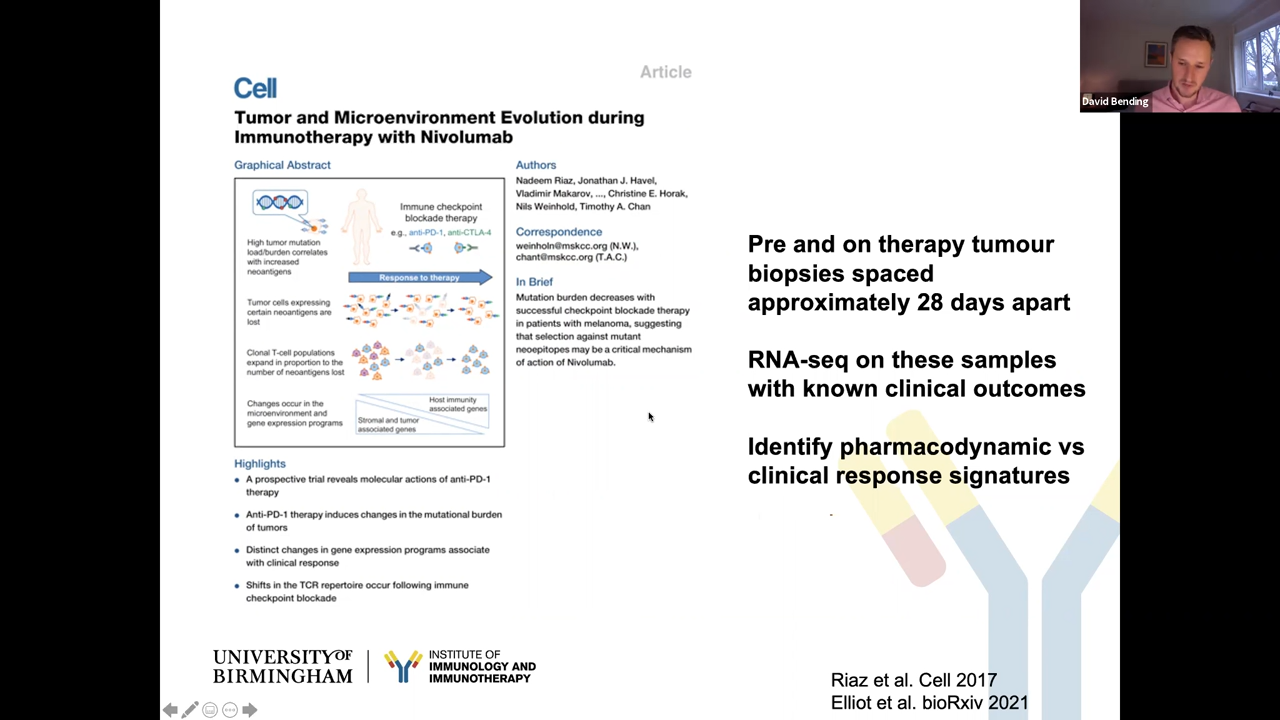 David Bending
Article
Cell
Tumor and Microenvironment Evolution during
Immunotherapy with Nivolumab
Graphical Abstract
High tumor mutation
load/burden correlates
with increased
neoantigens
Immune checkpoint
blockade therapy
e.g., anti-PD-1, anti-CTLA-4
Response to therapy
Tumor cells expressing
certain neoantigens are
lost
Clonal T-cell populations
expand in proportion to the
number of neoantigens lost
Changes occur in the
microenvironment and
gene expression programs
Host immunity
associated genes
Stromal and tumor
associated genes
Authors
Nadeem Riaz, Jonathan J. Havel,
Vladimir Makarov, ..., Christine E. Horak,
Nils Weinhold, Timothy A. Chan
Correspondence
weinholn@mskcc.org (N.W.),
chant@mskcc.org (T.A.C.)
In Brief
Mutation burden decreases with
successful checkpoint blockade therapy
in patients with melanoma, suggesting
that selection against mutant
neoepitopes may be a critical mechanism
of action of Nivolumab.
Highlights
• A prospective trial reveals molecular actions of anti-PD-1
therapy
• Anti-PD-1 therapy induces changes in the mutational burden
of tumors
• Distinct changes in gene expression programs associate
with clinical response
• Shifts in the TCR repertoire occur following immune
checkpoint blockade
Pre and on therapy tumour
biopsies spaced
approximately 28 days apart
RNA-seq on these samples
with known clinical outcomes
Identify pharmacodynamic vs
clinical response signatures
UNIVERSITY OF
BIRMINGHAM
INSTITUTE OF
IMMUNOLOGY AND
IMMUNOTHERAPY
Riaz et al. Cell 2017
Elliot et al. bioRxiv 2021